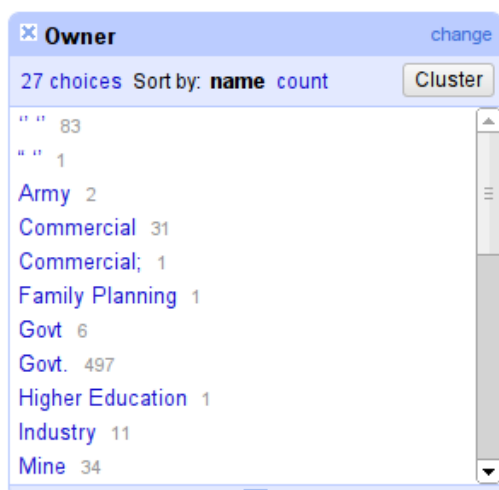 Owner change
27 choices Sort by: name count Cluster
‘’ ‘’ 83
“ ‘’ 1
Army 2
Commercial 31
Commercial; 1
Family Planning 1
Govt 6
Govt. 497
Higher Education 1
Industry 11
Mine 34